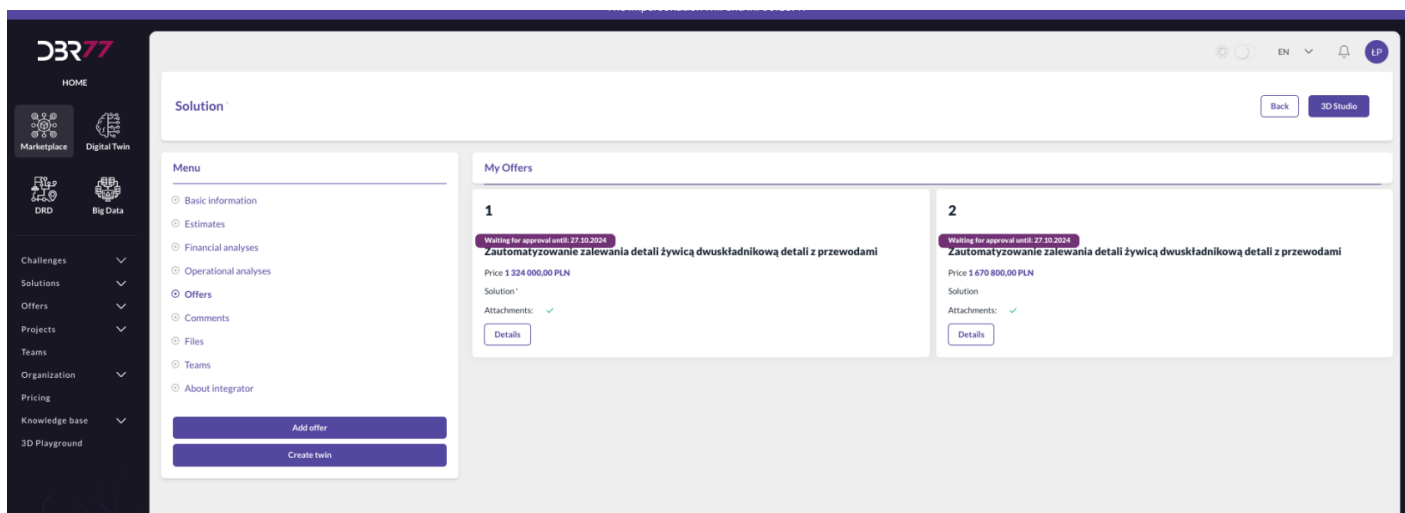 DBR77
HOME
Marketplace
Digital Twin
DRD
Big Data
Challenges
Solutions
Offers
Projects
Teams
Organization
Pricing
Knowledge base
3D Playground
EN
ŁP
Solution '
Back
3D Studio
Menu
Basic information
Estimates
Financial analyses
Operational analyses
Offers
Comments
Files
Teams
About integrator
Add offer
Create twin
My Offers
1
Waiting for approval until: 27.10.2024
Zautomatyzowanie zalewania detali żywicą dwuskładnikową detali z przewodami
Price 1 324 000,00 PLN
Solution '
Attachments:
Details
2
Waiting for approval until: 27.10.2024
Zautomatyzowanie zalewania detali żywicą dwuskładnikową detali z przewodami
Price 1 670 800,00 PLN
Solution
Attachments:
Details